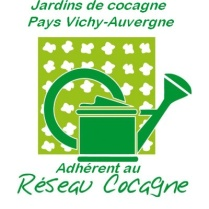 Jardins de cocagne
Pays Vichy-Auvergne
Adhérent au
Réseau Cocagne